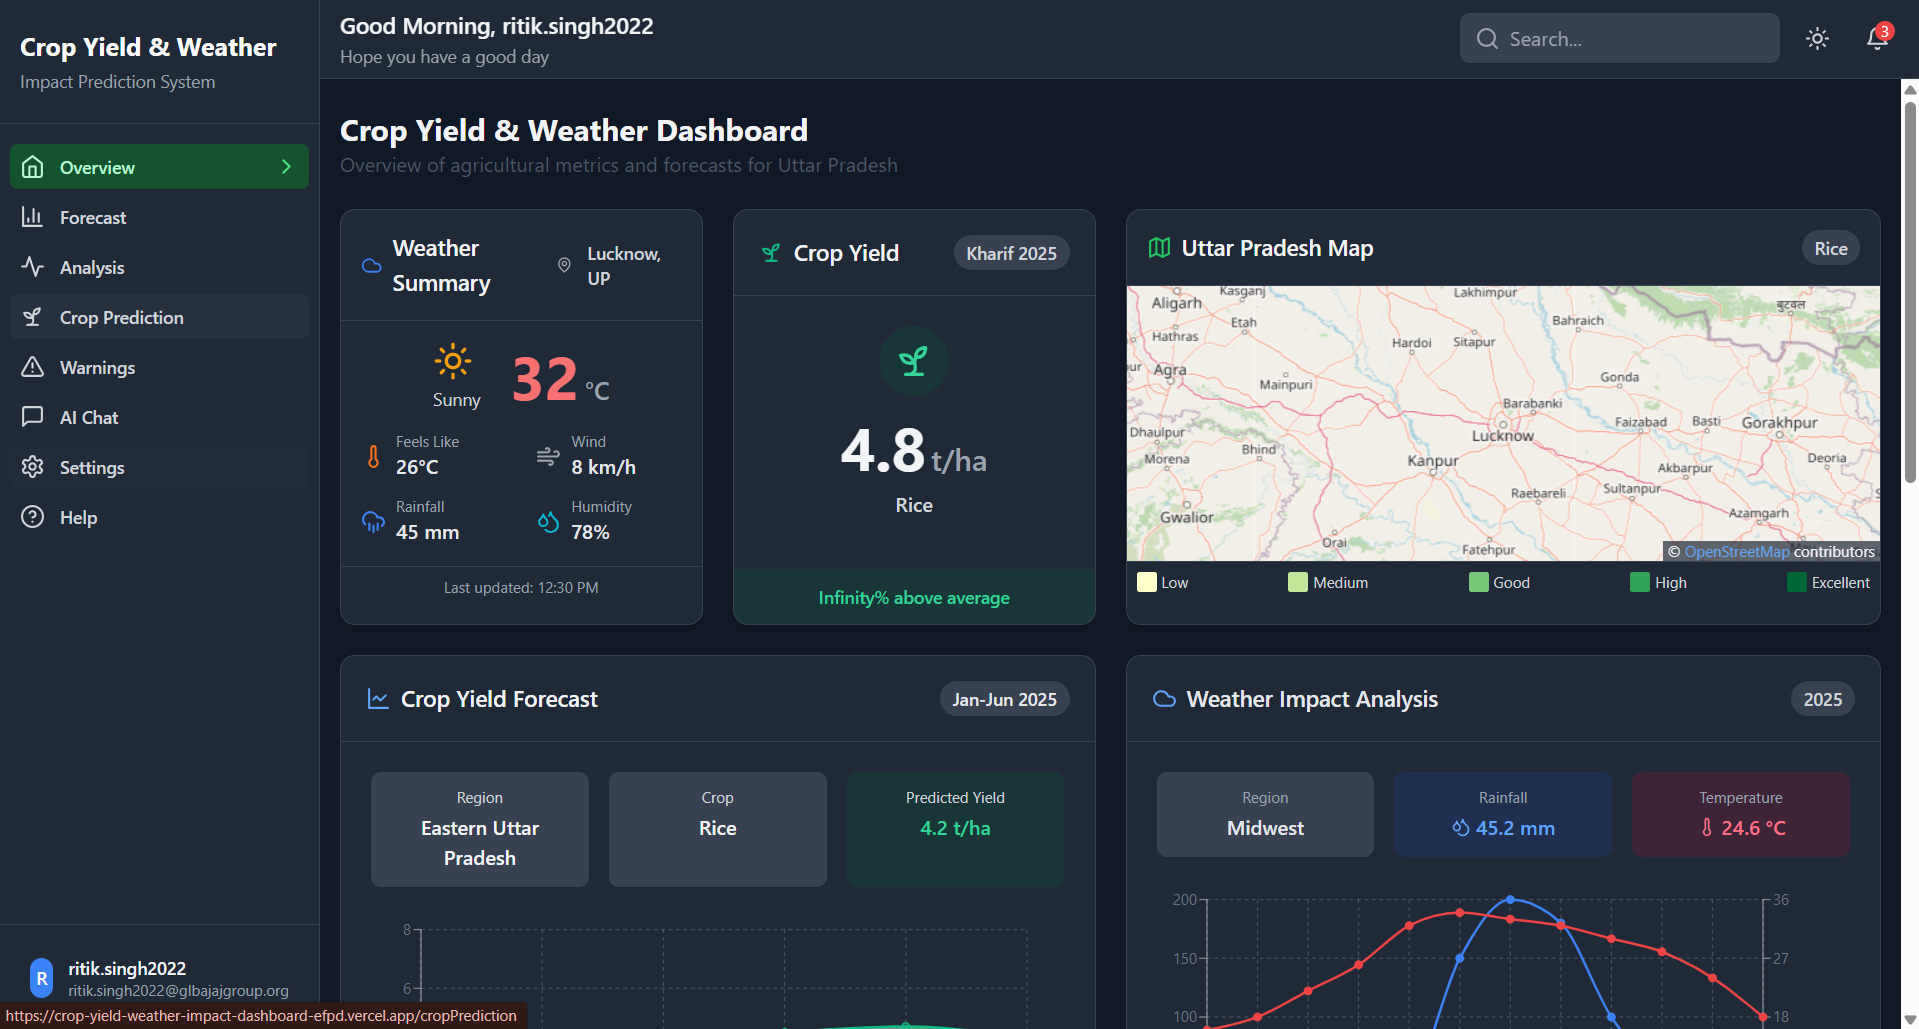 Crop Yield & Weather
Impact Prediction System
Overview
Forecast
Analysis
Crop Prediction
Warnings
AI Chat
Settings
Help
R
ritik.singh2022
ritik.singh2022@glbajajgroup.org
https://crop-yield-weather-impact-dashboard-efpd.vercel.app/cropPrediction
Good Morning, ritik.singh2022
Hope you have a good day
Search...
3
Crop Yield & Weather Dashboard
Overview of agricultural metrics and forecasts for Uttar Pradesh
Weather
Summary
Lucknow,
UP
Sunny
32 °C
Feels Like
26°C
Wind
8 km/h
Rainfall
45 mm
Humidity
78%
Last updated: 12:30 PM
Crop Yield
Kharif 2025
4.8 t/ha
Rice
Infinity% above average
Uttar Pradesh Map
Rice
Kasganj
Lakhimpur
Aligarh
बुटवल
Etah
Bahraich
Hathras
Hardoi
Sitapur
ur
Agra
Gonda
Mainpuri
Barabanki
Dhaulpur
Lucknow
Faizabad
Basti
Gorakhpur
Morena
Bhind
Kanpur
Akbarpur
Deoria
Raebareli
Sultanpur
Gwalior
Azamgarh
Orai
Fatehpur
© OpenStreetMap contributors
Low
Medium
Good
High
Excellent
Crop Yield Forecast
Jan-Jun 2025
Region
Eastern Uttar
Pradesh
Crop
Rice
Predicted Yield
4.2 t/ha
8
6
Weather Impact Analysis
2025
Region
Midwest
Rainfall
45.2 mm
Temperature
24.6 °C
200
36
150
27
100
18